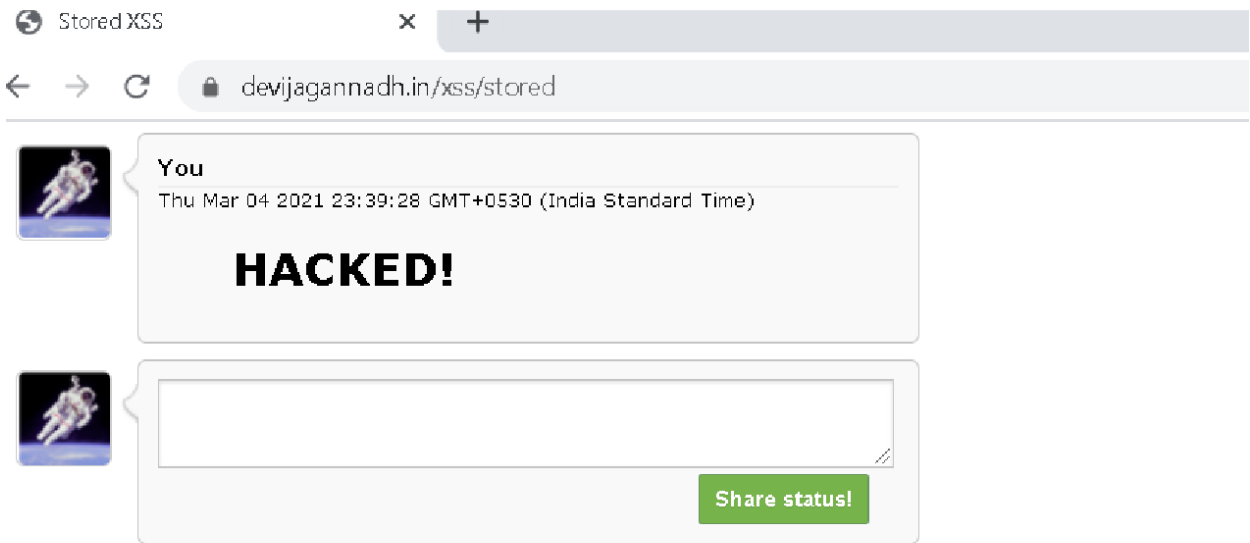 Stored XSS
devijagannadh.in/xss/stored
You
Thu Mar 04 2021 23:39:28 GMT+0530 (India Standard Time)
HACKED!
Share status!